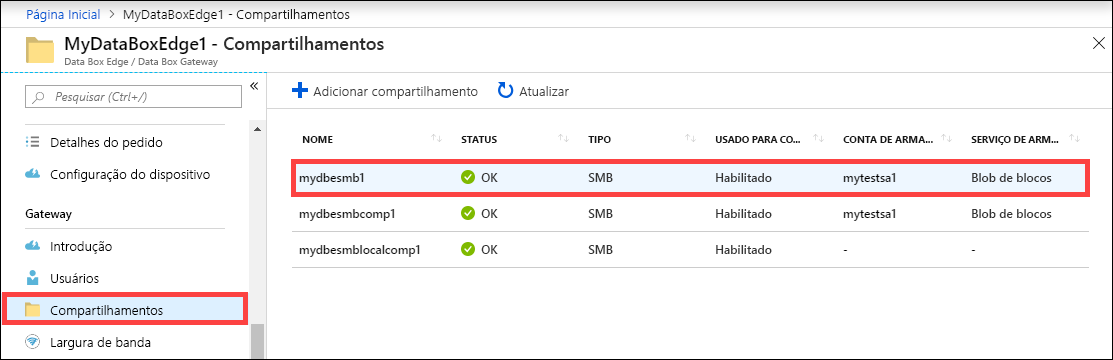 Página Inicial > MyDataBoxEdge1 - Compartilhamentos
MyDataBoxEdge1 - Compartilhamentos
Data Box Edge / Data Box Gateway
Pesquisar (Ctrl+/)
Detalhes do pedido
Configuração do dispositivo
Gateway
Introdução
Usuários
Compartilhamentos
Largura de banda
Adicionar compartilhamento Atualizar
NOME STATUS TIPO USADO PARA CO... CONTA DE ARMA... SERVIÇO DE ARM...
mydbesmb1 OK SMB Habilitado mytestsa1 Blob de blocos
mydbesmbcomp1 OK SMB Habilitado mytestsa1 Blob de blocos
mydbesmblocalcomp1 OK SMB Habilitado - -